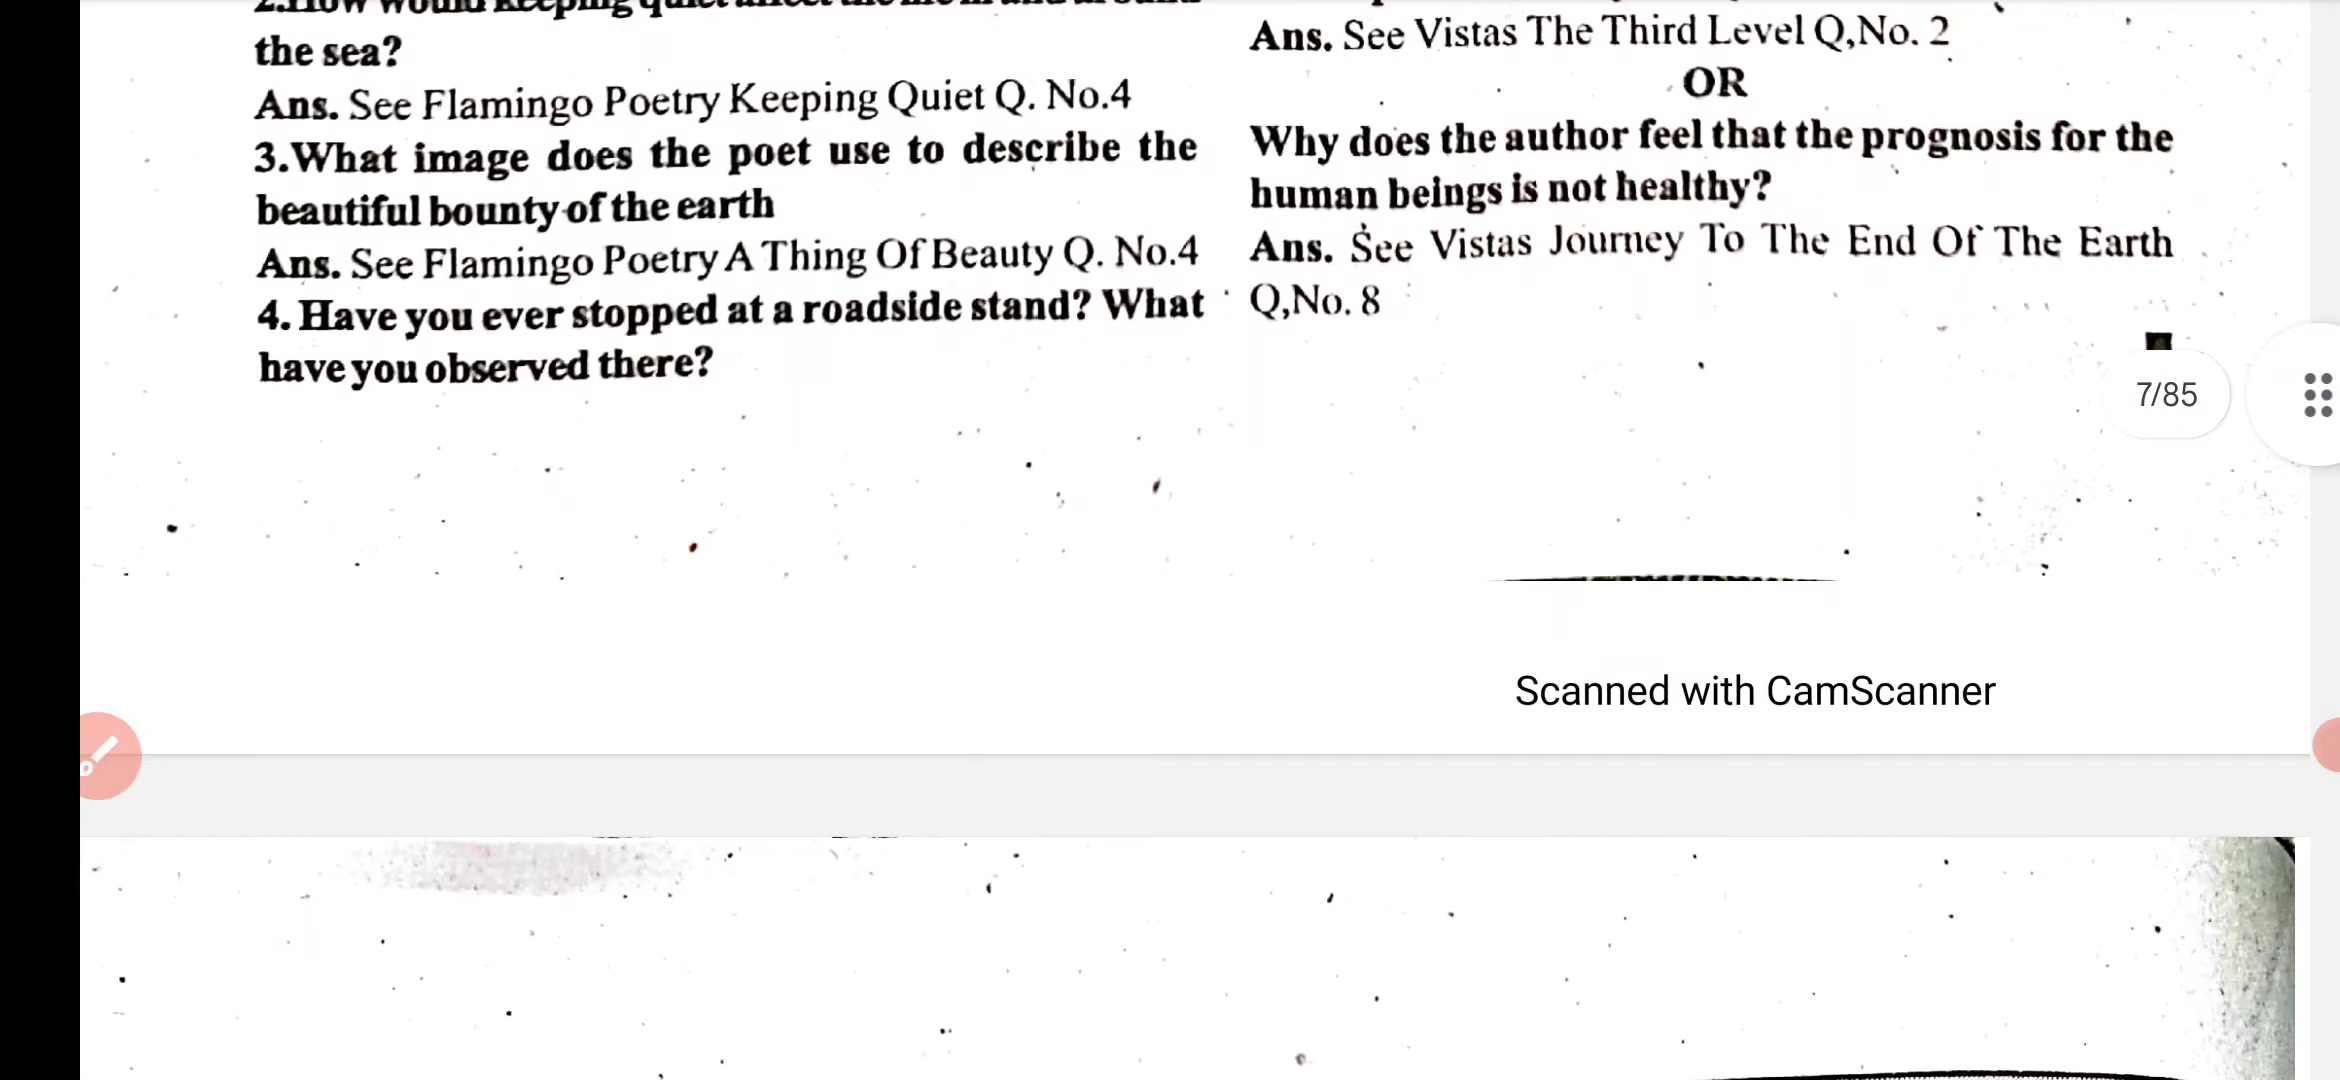 the sea?
Ans. See Flamingo Poetry Keeping Quiet Q. No.4
3.What image does the poet use to describe the
beautiful bounty of the earth
Ans. See Flamingo Poetry A Thing Of Beauty Q. No.4
4. Have you ever stopped at a roadside stand? What
have you observed there?
Ans. See Vistas The Third Level Q,No. 2
OR
Why does the author feel that the prognosis for the
human beings is not healthy?
Ans. See Vistas Journey To The End Of The Earth
Q,No. 8
7/85
Scanned with CamScanner